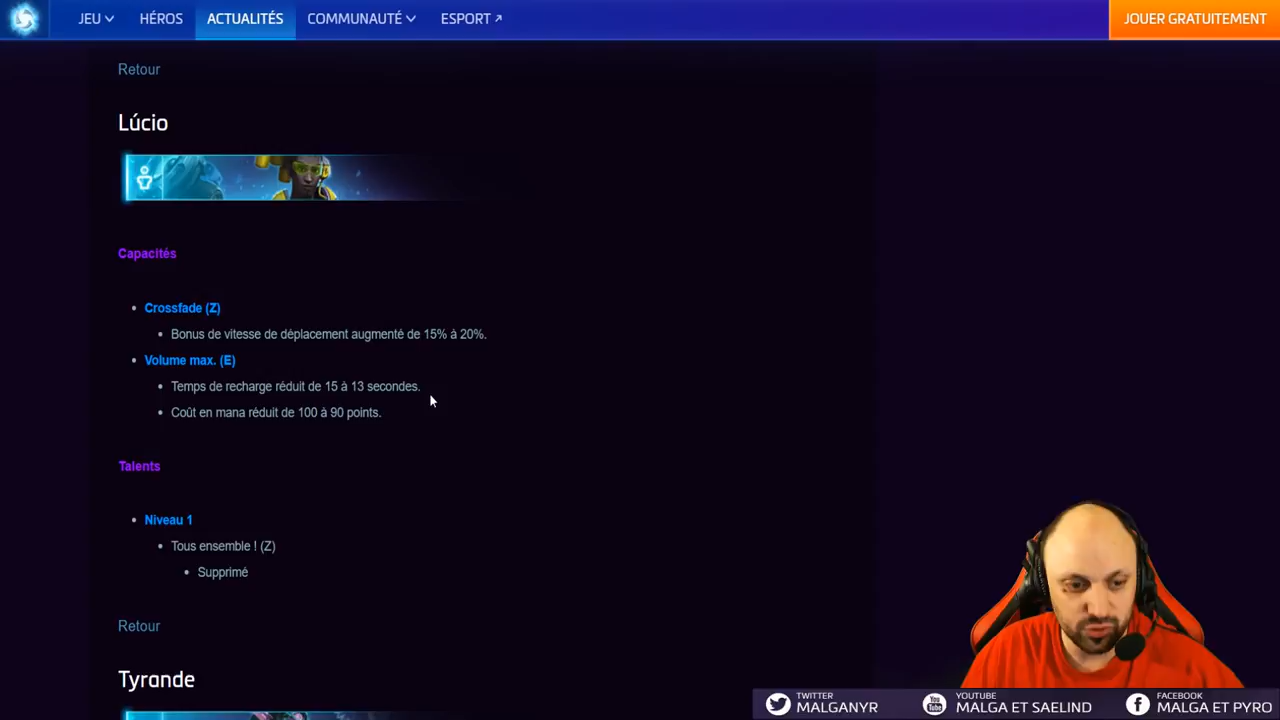 JEU HÉROS ACTUALITÉS COMMUNAUTÉ ESPORT JOUER GRATUITEMENT
Retour
Lúcio
Capacités
Crossfade (Z)
Bonus de vitesse de déplacement augmenté de 15% à 20%.
Volume max. (E)
Temps de recharge réduit de 15 à 13 secondes.
Coût en mana réduit de 100 à 90 points.
Talents
Niveau 1
Tous ensemble ! (Z)
Supprimé
Retour
Tyrande
TWITTER
MALGANYR
YOUTUBE
MALGA ET SAELIND
FACEBOOK
MALGA ET PYRO